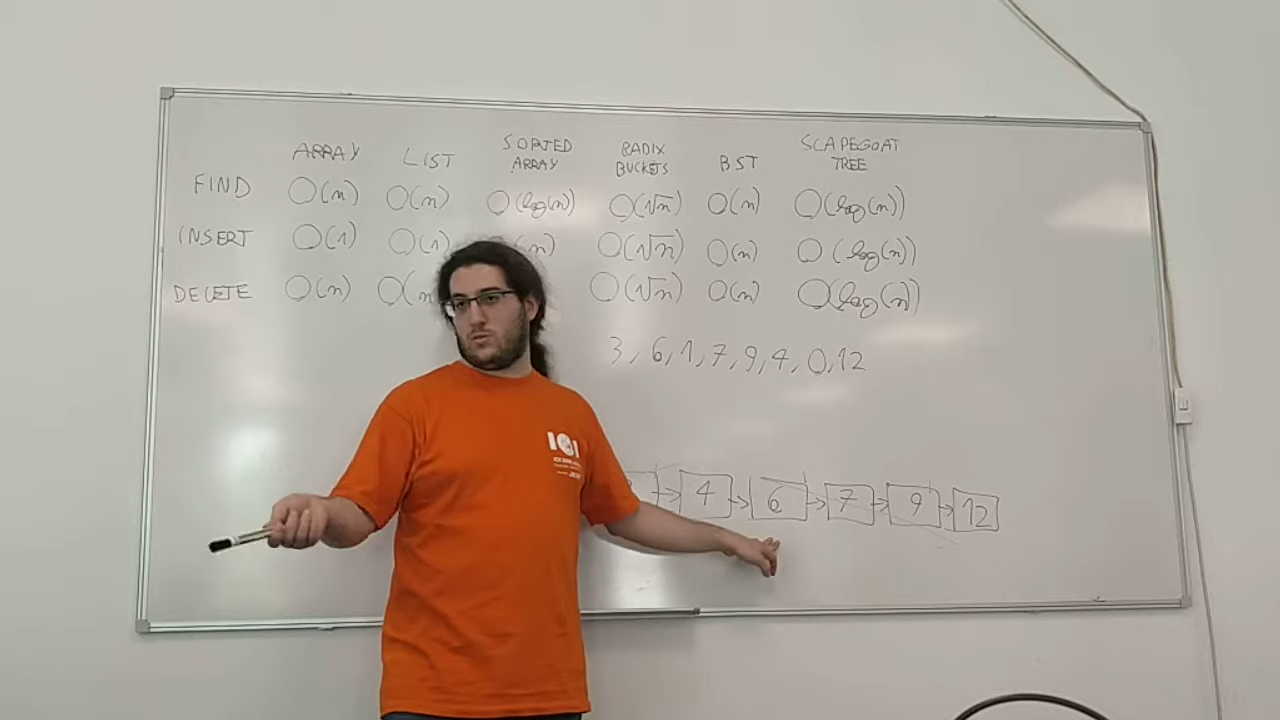 ARRAY LIST SORTED ARRAY RADIX BUCKETS BST SCAPEGOAT TREE
FIND O(n) O(n) O(log(n)) O(√n) O(n) O(log(n))
INSERT O(1) O(1) (n) O(√n) O(n) O(log(n))
DELETE O(n) O(n O(√n) O(n) O(log(n))
3, 6, 1, 7, 9, 4, 0, 12
4 6 7 9 12
IOI